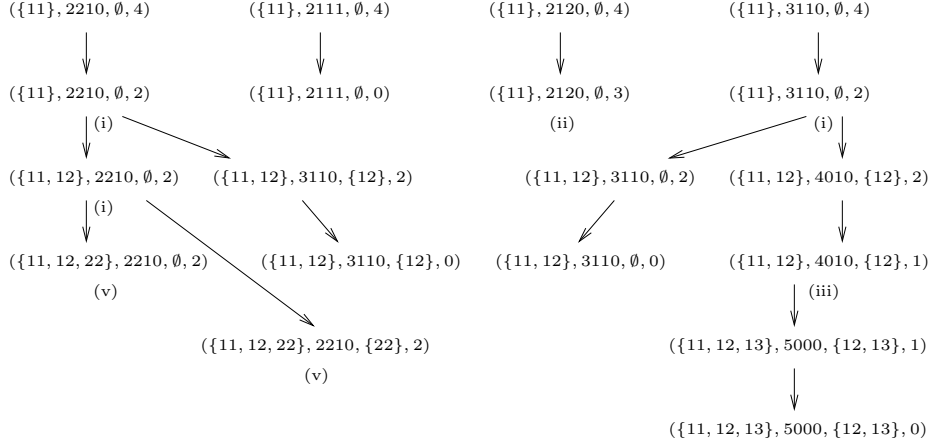 ({11}, 2210, ∅, 4) ({11}, 2111, ∅, 4) ({11}, 2120, ∅, 4) ({11}, 3110, ∅, 4)
({11}, 2210, ∅, 2) ({11}, 2111, ∅, 0) ({11}, 2120, ∅, 3) ({11}, 3110, ∅, 2)
(i) (ii) (i)
({11, 12}, 2210, ∅, 2) ({11, 12}, 3110, {12}, 2) ({11, 12}, 3110, ∅, 2) ({11, 12}, 4010, {12}, 2)
(i)
({11, 12, 22}, 2210, ∅, 2) ({11, 12}, 3110, {12}, 0) ({11, 12}, 3110, ∅, 0) ({11, 12}, 4010, {12}, 1)
(v) (iii)
({11, 12, 22}, 2210, {22}, 2) ({11, 12, 13}, 5000, {12, 13}, 1)
(v)
({11, 12, 13}, 5000, {12, 13}, 0)